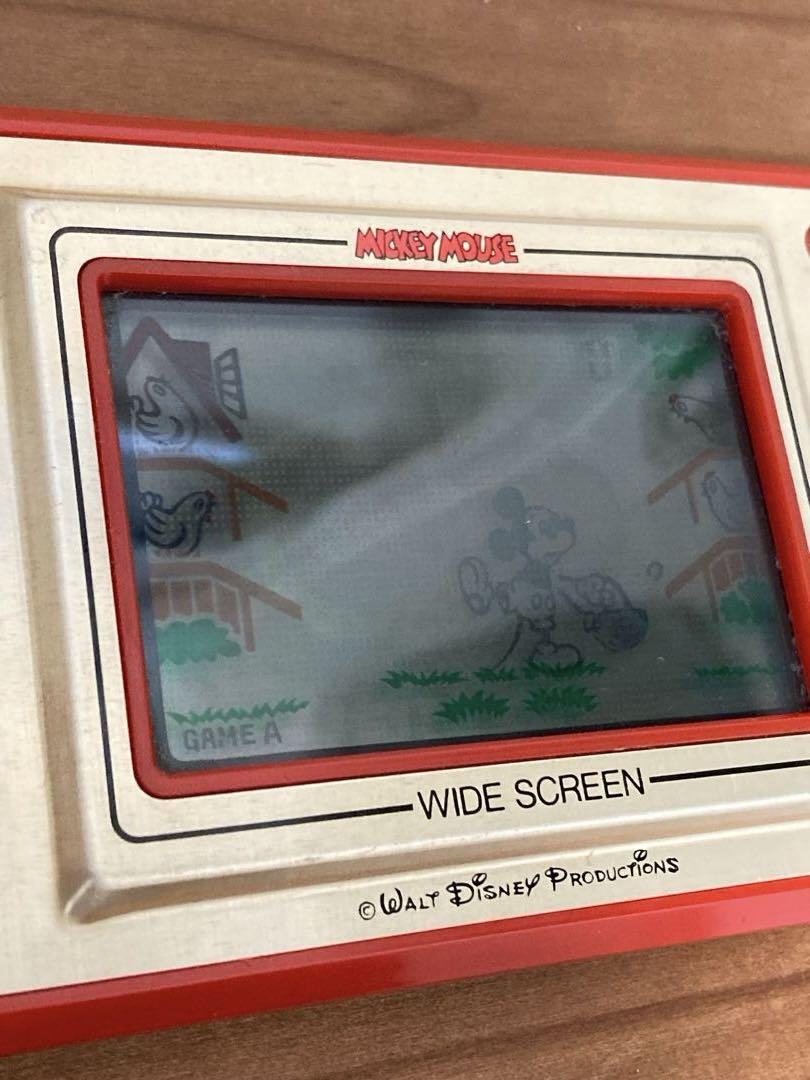 MICKEY MOUSE
GAME A
WIDE SCREEN
© WALT DISNEY PRODUCTIONS